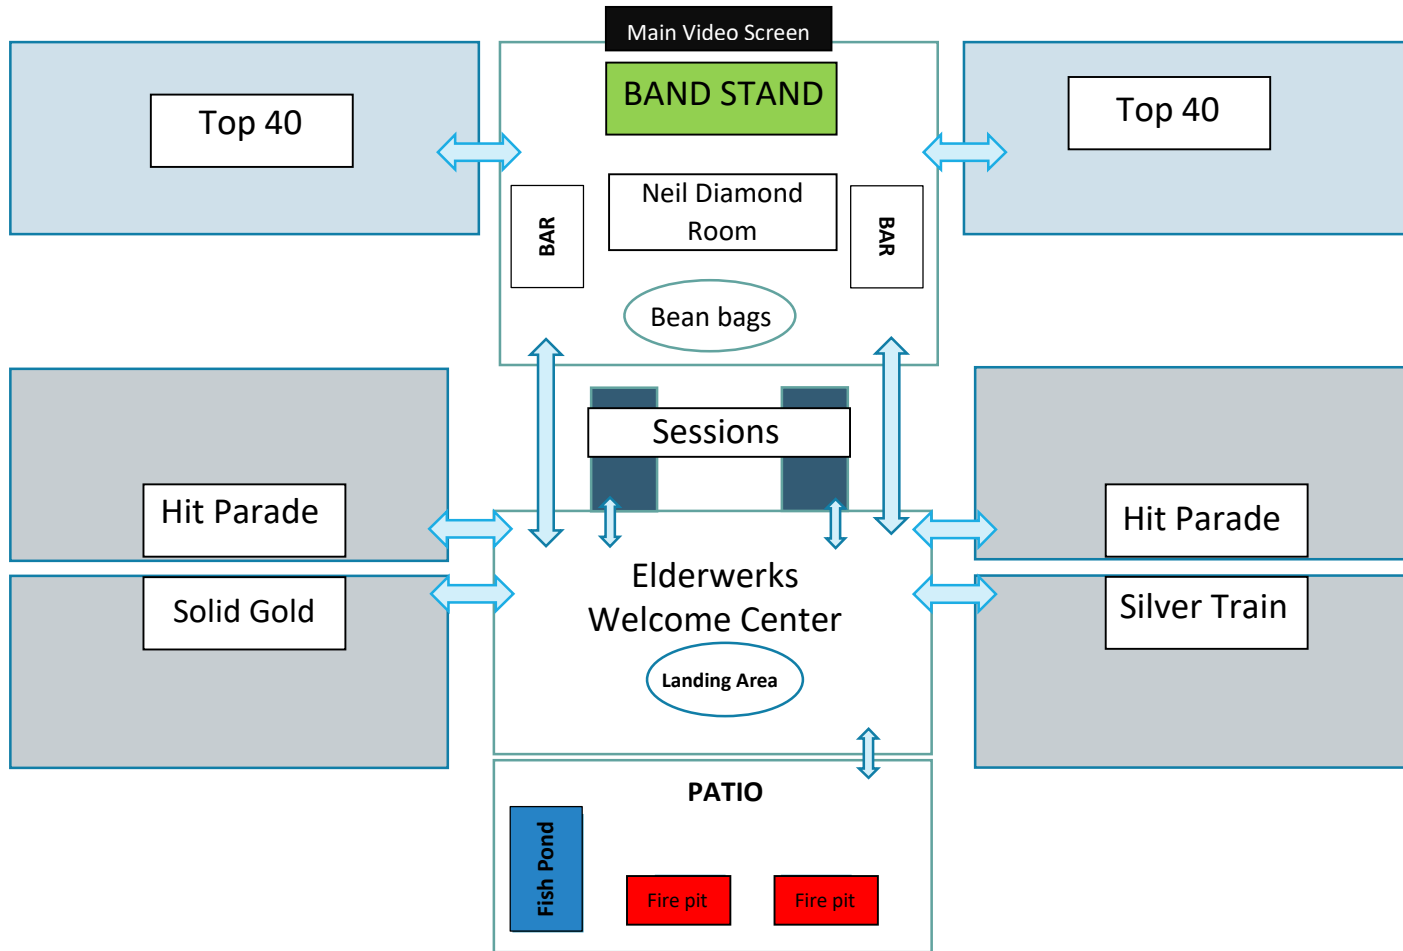 Main Video Screen
BAND STAND
Top 40
Top 40
Neil Diamond
Room
BAR
BAR
Bean bags
Sessions
Hit Parade
Hit Parade
Elderwerks
Welcome Center
Solid Gold
Silver Train
Landing Area
PATIO
Fish Pond
Fire pit
Fire pit